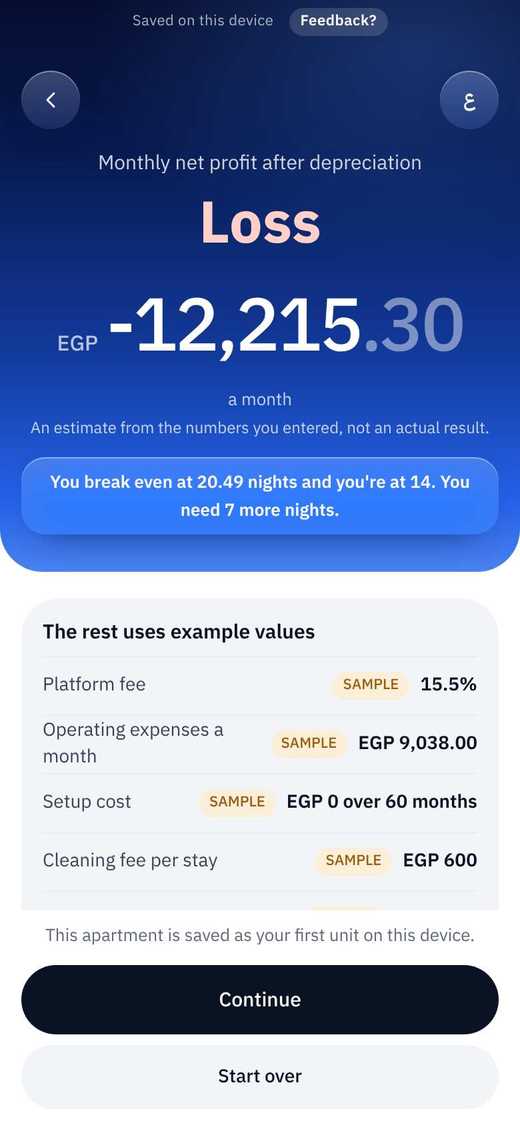 Saved on this device
Feedback?
ع
Monthly net profit after depreciation
Loss
EGP -12,215.30
a month
An estimate from the numbers you entered, not an actual result.
You break even at 20.49 nights and you're at 14. You
need 7 more nights.
The rest uses example values
Platform fee SAMPLE 15.5%
Operating expenses a
month SAMPLE EGP 9,038.00
Setup cost SAMPLE EGP 0 over 60 months
Cleaning fee per stay SAMPLE EGP 600
This apartment is saved as your first unit on this device.
Continue
Start over